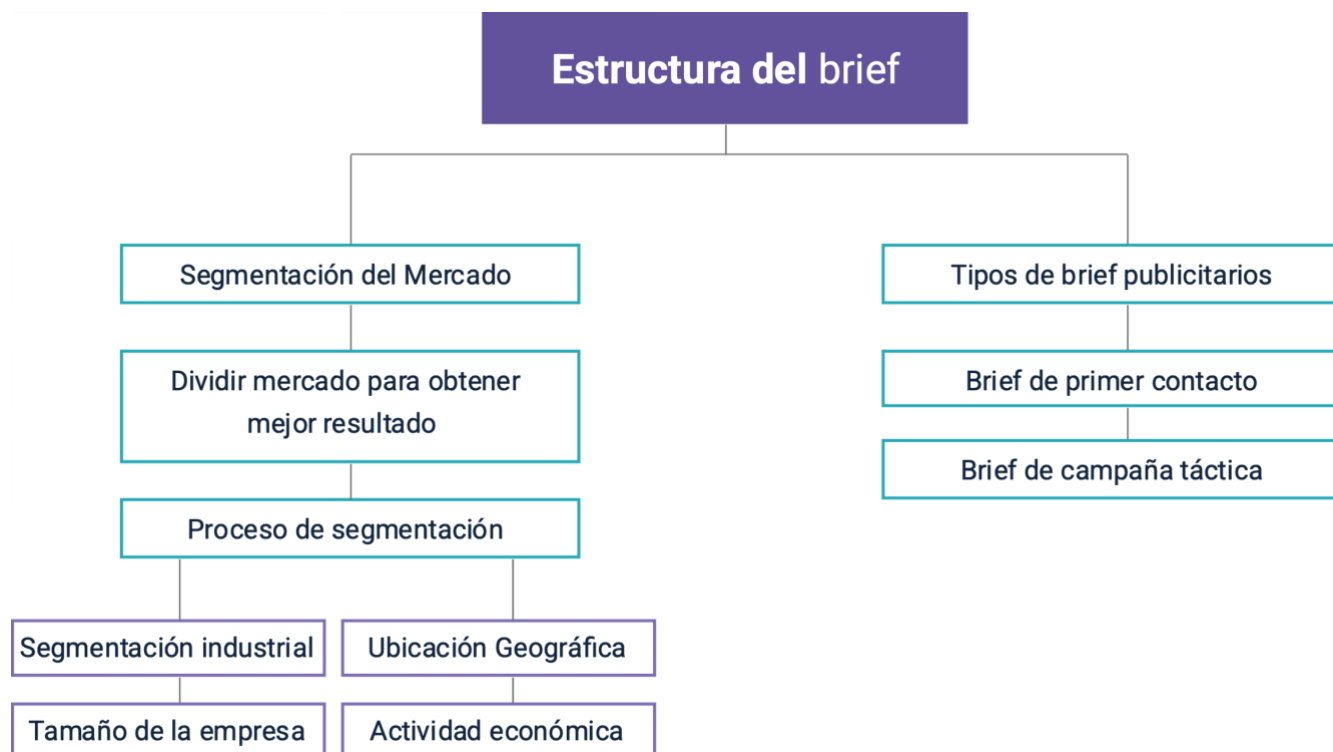 Estructura del brief
Segmentación del Mercado
Dividir mercado para obtener
mejor resultado
Proceso de segmentación
Segmentación industrial
Ubicación Geográfica
Tamaño de la empresa
Actividad económica
Tipos de brief publicitarios
Brief de primer contacto
Brief de campaña táctica